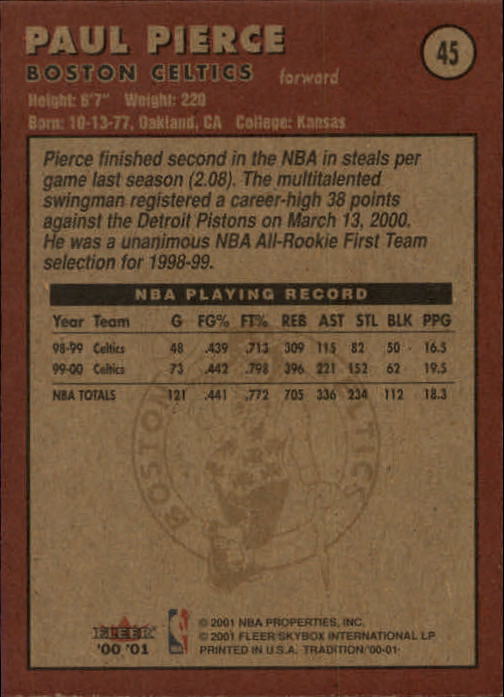 PAUL PIERCE
45
BOSTON CELTICS forward
Height: 6'7" Weight: 220
Born: 10-13-77, Oakland, CA College: Kansas
Pierce finished second in the NBA in steals per
game last season (2.08). The multitalented
swingman registered a career-high 38 points
against the Detroit Pistons on March 13, 2000.
He was a unanimous NBA All-Rookie First Team
selection for 1998-99.
NBA PLAYING RECORD
Year Team G FG% FT% REB AST STL BLK PPG
98-99 Celtics 48 .439 .713 309 115 82 50 16.5
99-00 Celtics 73 .442 .798 396 221 152 62 19.5
NBA TOTALS 121 .441 .772 705 336 234 112 18.3
BOSTON CELTICS
FLEER
'00 '01
© 2001 NBA PROPERTIES, INC.
© 2001 FLEER/SKYBOX INTERNATIONAL LP
PRINTED IN U.S.A. TRADITION '00-01